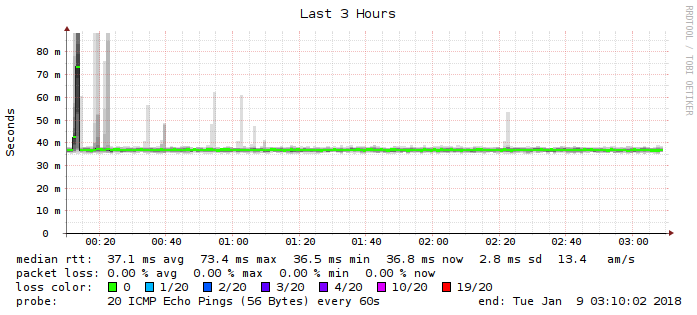 Last 3 Hours
RRDTOOL / TOBI OETIKER
Seconds
80 m
70 m
60 m
50 m
40 m
30 m
20 m
10 m
0
00:20 00:40 01:00 01:20 01:40 02:00 02:20 02:40 03:00
median rtt: 37.1 ms avg 73.4 ms max 36.5 ms min 36.8 ms now 2.8 ms sd 13.4 am/s
packet loss: 0.00 % avg 0.00 % max 0.00 % min 0.00 % now
loss color: 0 1/20 2/20 3/20 4/20 10/20 19/20
probe: 20 ICMP Echo Pings (56 Bytes) every 60s end: Tue Jan 9 03:10:02 2018